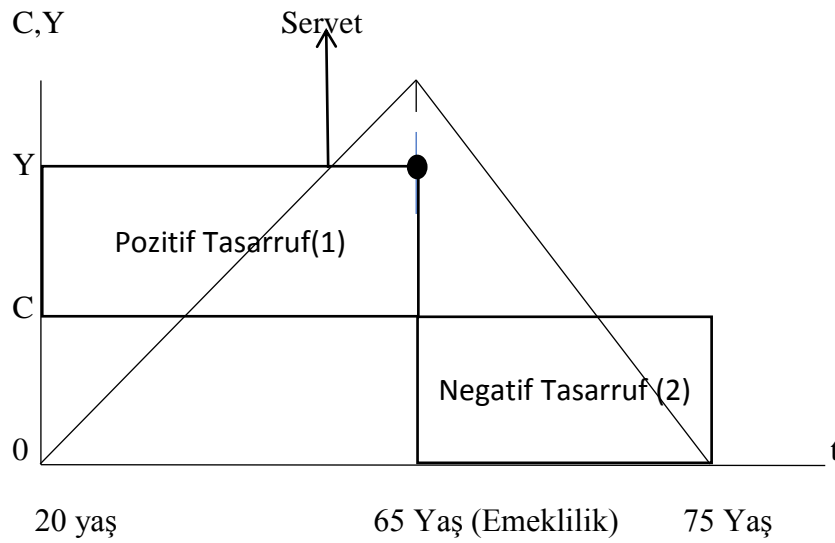 C,Y
Servet
Y
Pozitif Tasarruf(1)
C
Negatif Tasarruf (2)
0
t
20 yaş
65 Yaş (Emeklilik)
75 Yaş